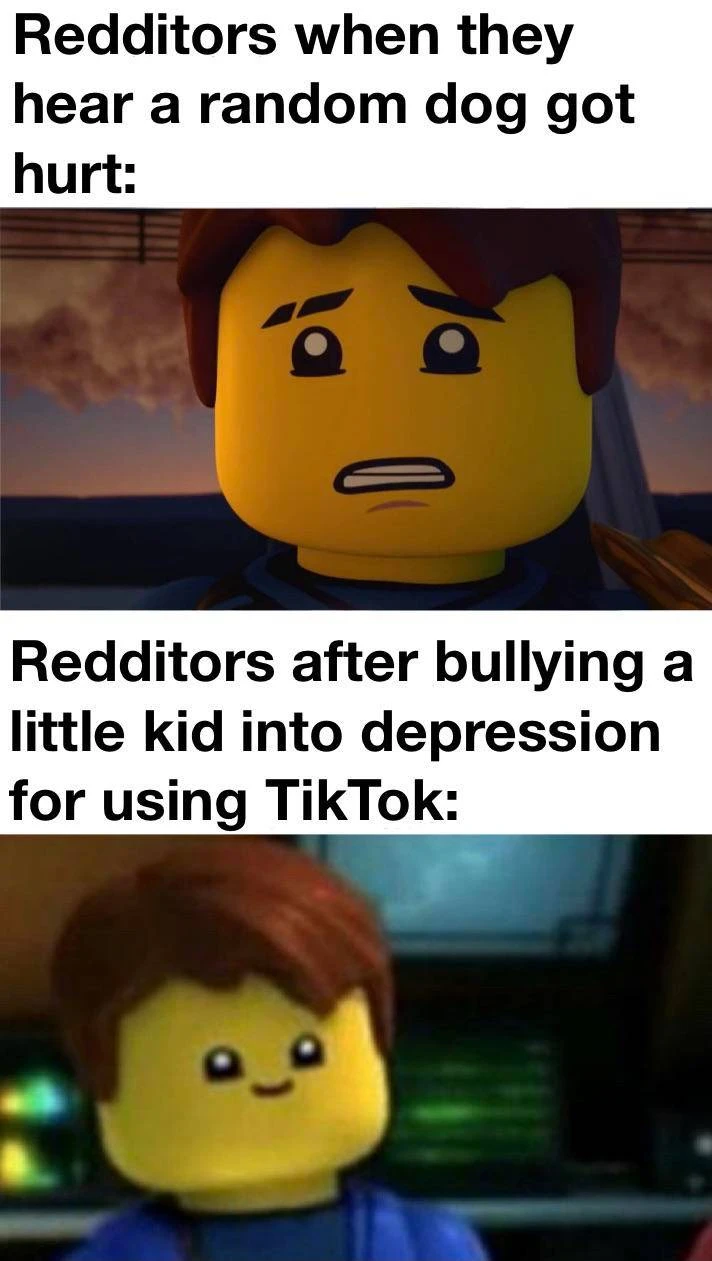 Redditors when they
hear a random dog got
hurt:
Redditors after bullying a
little kid into depression
for using TikTok: